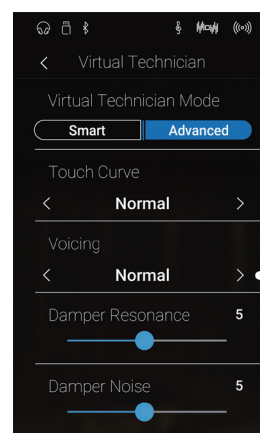 Virtual Technician
Virtual Technician Mode
Smart Advanced
Touch Curve
Normal
Voicing
Normal
Damper Resonance 5
Damper Noise 5